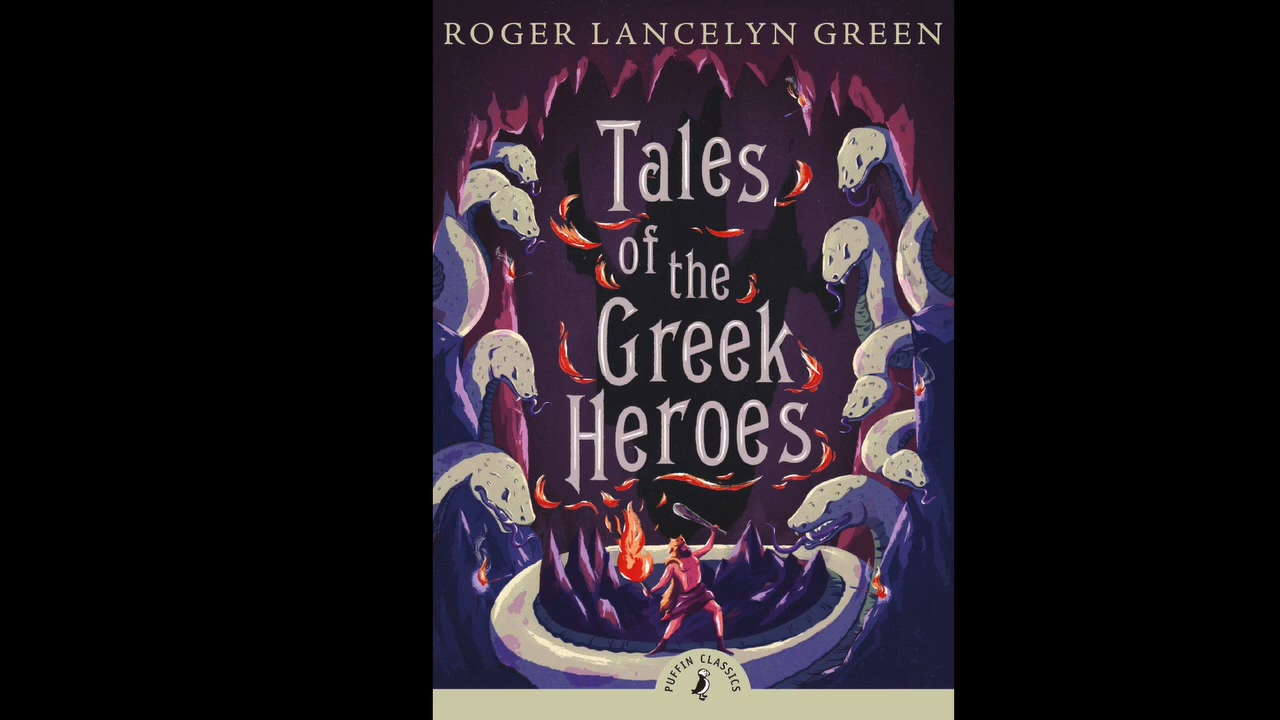 ROGER LANCELYN GREEN
Tales
of the
Greek
Heroes
PUFFIN CLASSICS